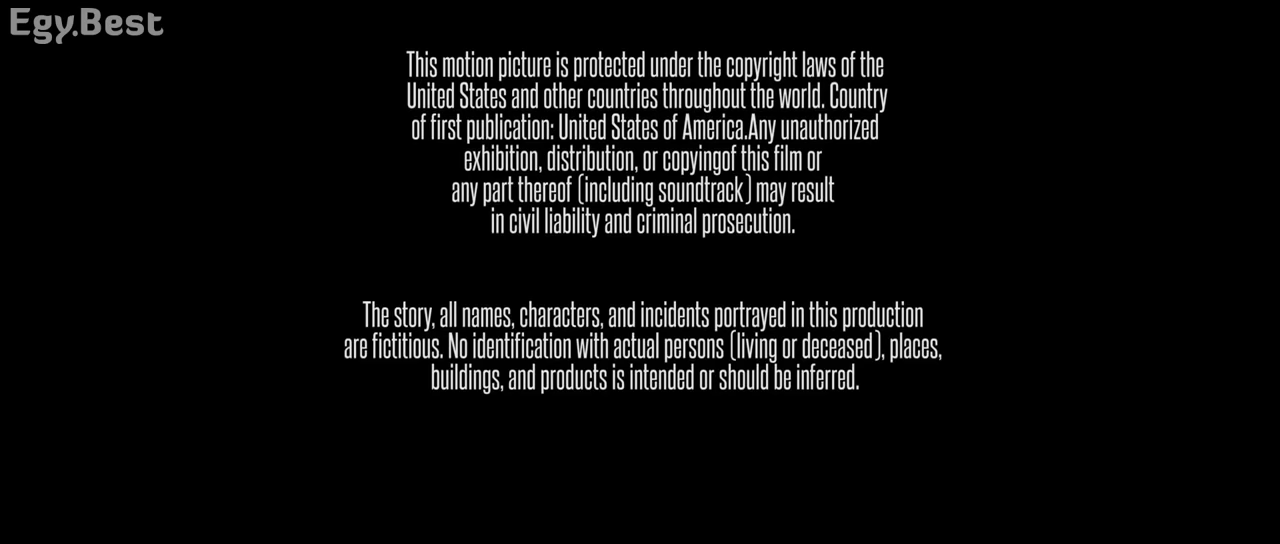 Egy.Best
This motion picture is protected under the copyright laws of the
United States and other countries throughout the world. Country
of first publication: United States of America.Any unauthorized
exhibition, distribution, or copyingof this film or
any part thereof (including soundtrack) may result
in civil liability and criminal prosecution.
The story, all names, characters, and incidents portrayed in this production
are fictitious. No identification with actual persons (living or deceased), places,
buildings, and products is intended or should be inferred.